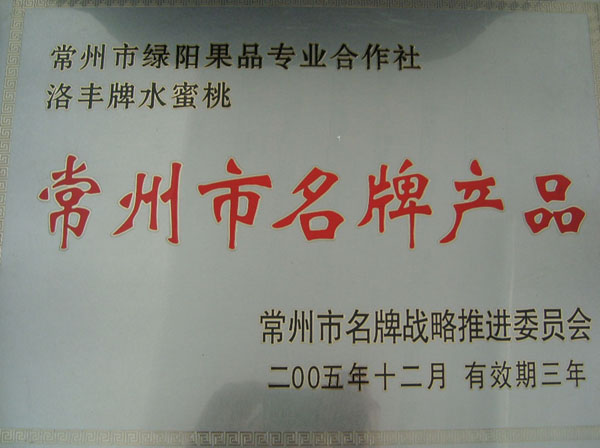 常州市绿阳果品专业合作社
洛丰牌水蜜桃
常州市名牌产品
常州市名牌战略推进委员会
二00五年十二月 有效期三年